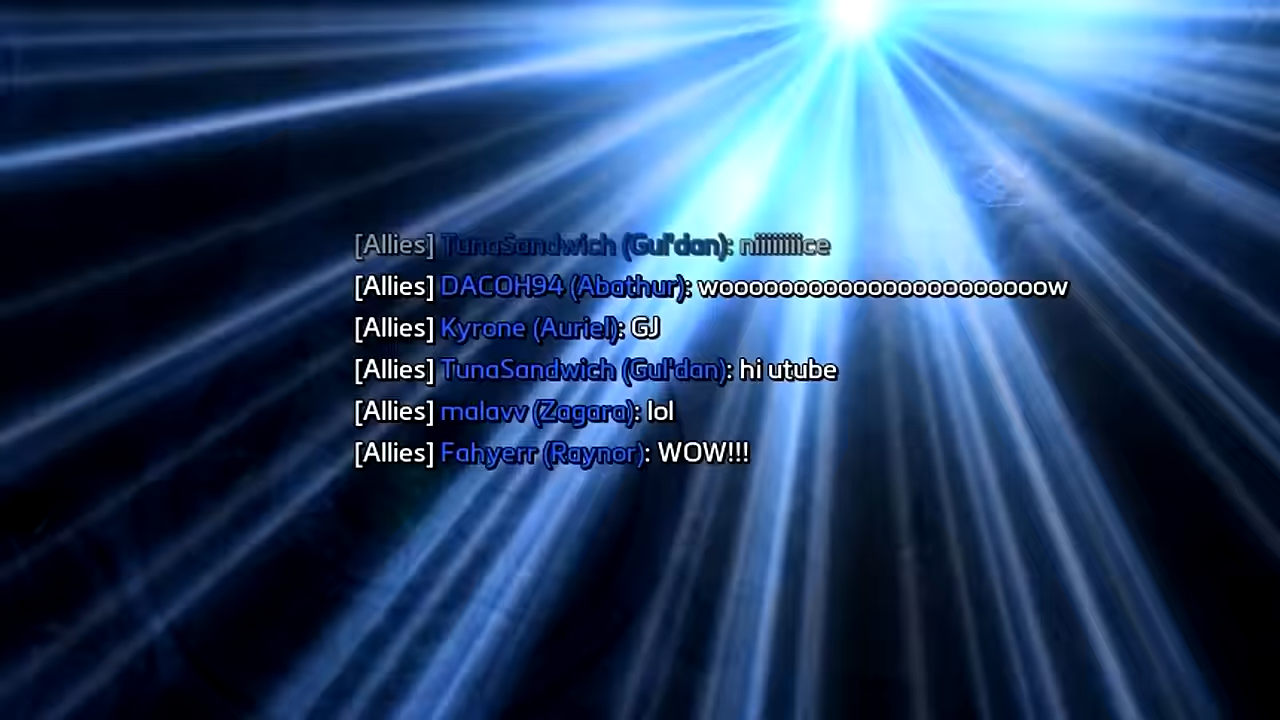 [Allies] TunaSandwich (Gul'dan): niiiiiiiice
[Allies] DACOH94 (Abathur): wooooooooooooooooooooooow
[Allies] Kyrone (Auriel): GJ
[Allies] TunaSandwich (Gul'dan): hi utube
[Allies] malavv (Zagara): lol
[Allies] Fahyerr (Raynor): WOW!!!